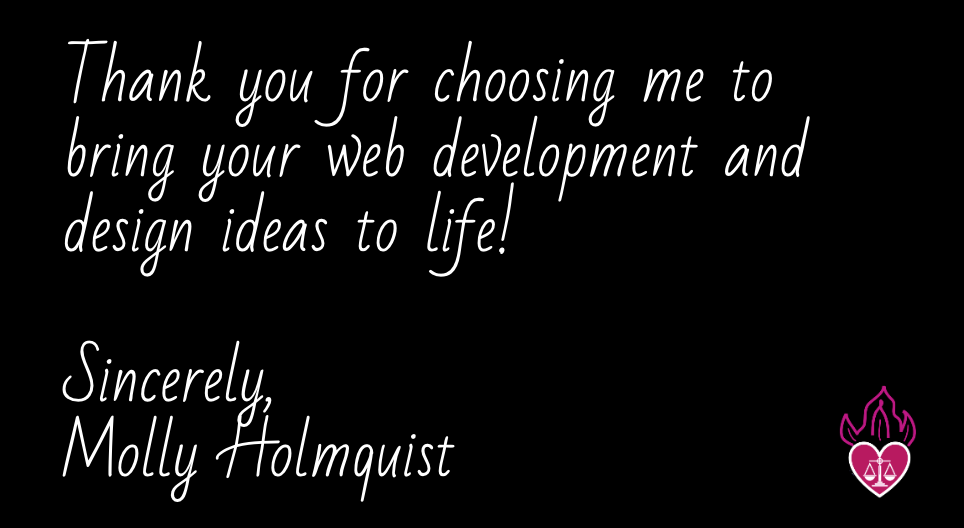 Thank you for choosing me to
bring your web development and
design ideas to life!
Sincerely,
Molly Holmquist